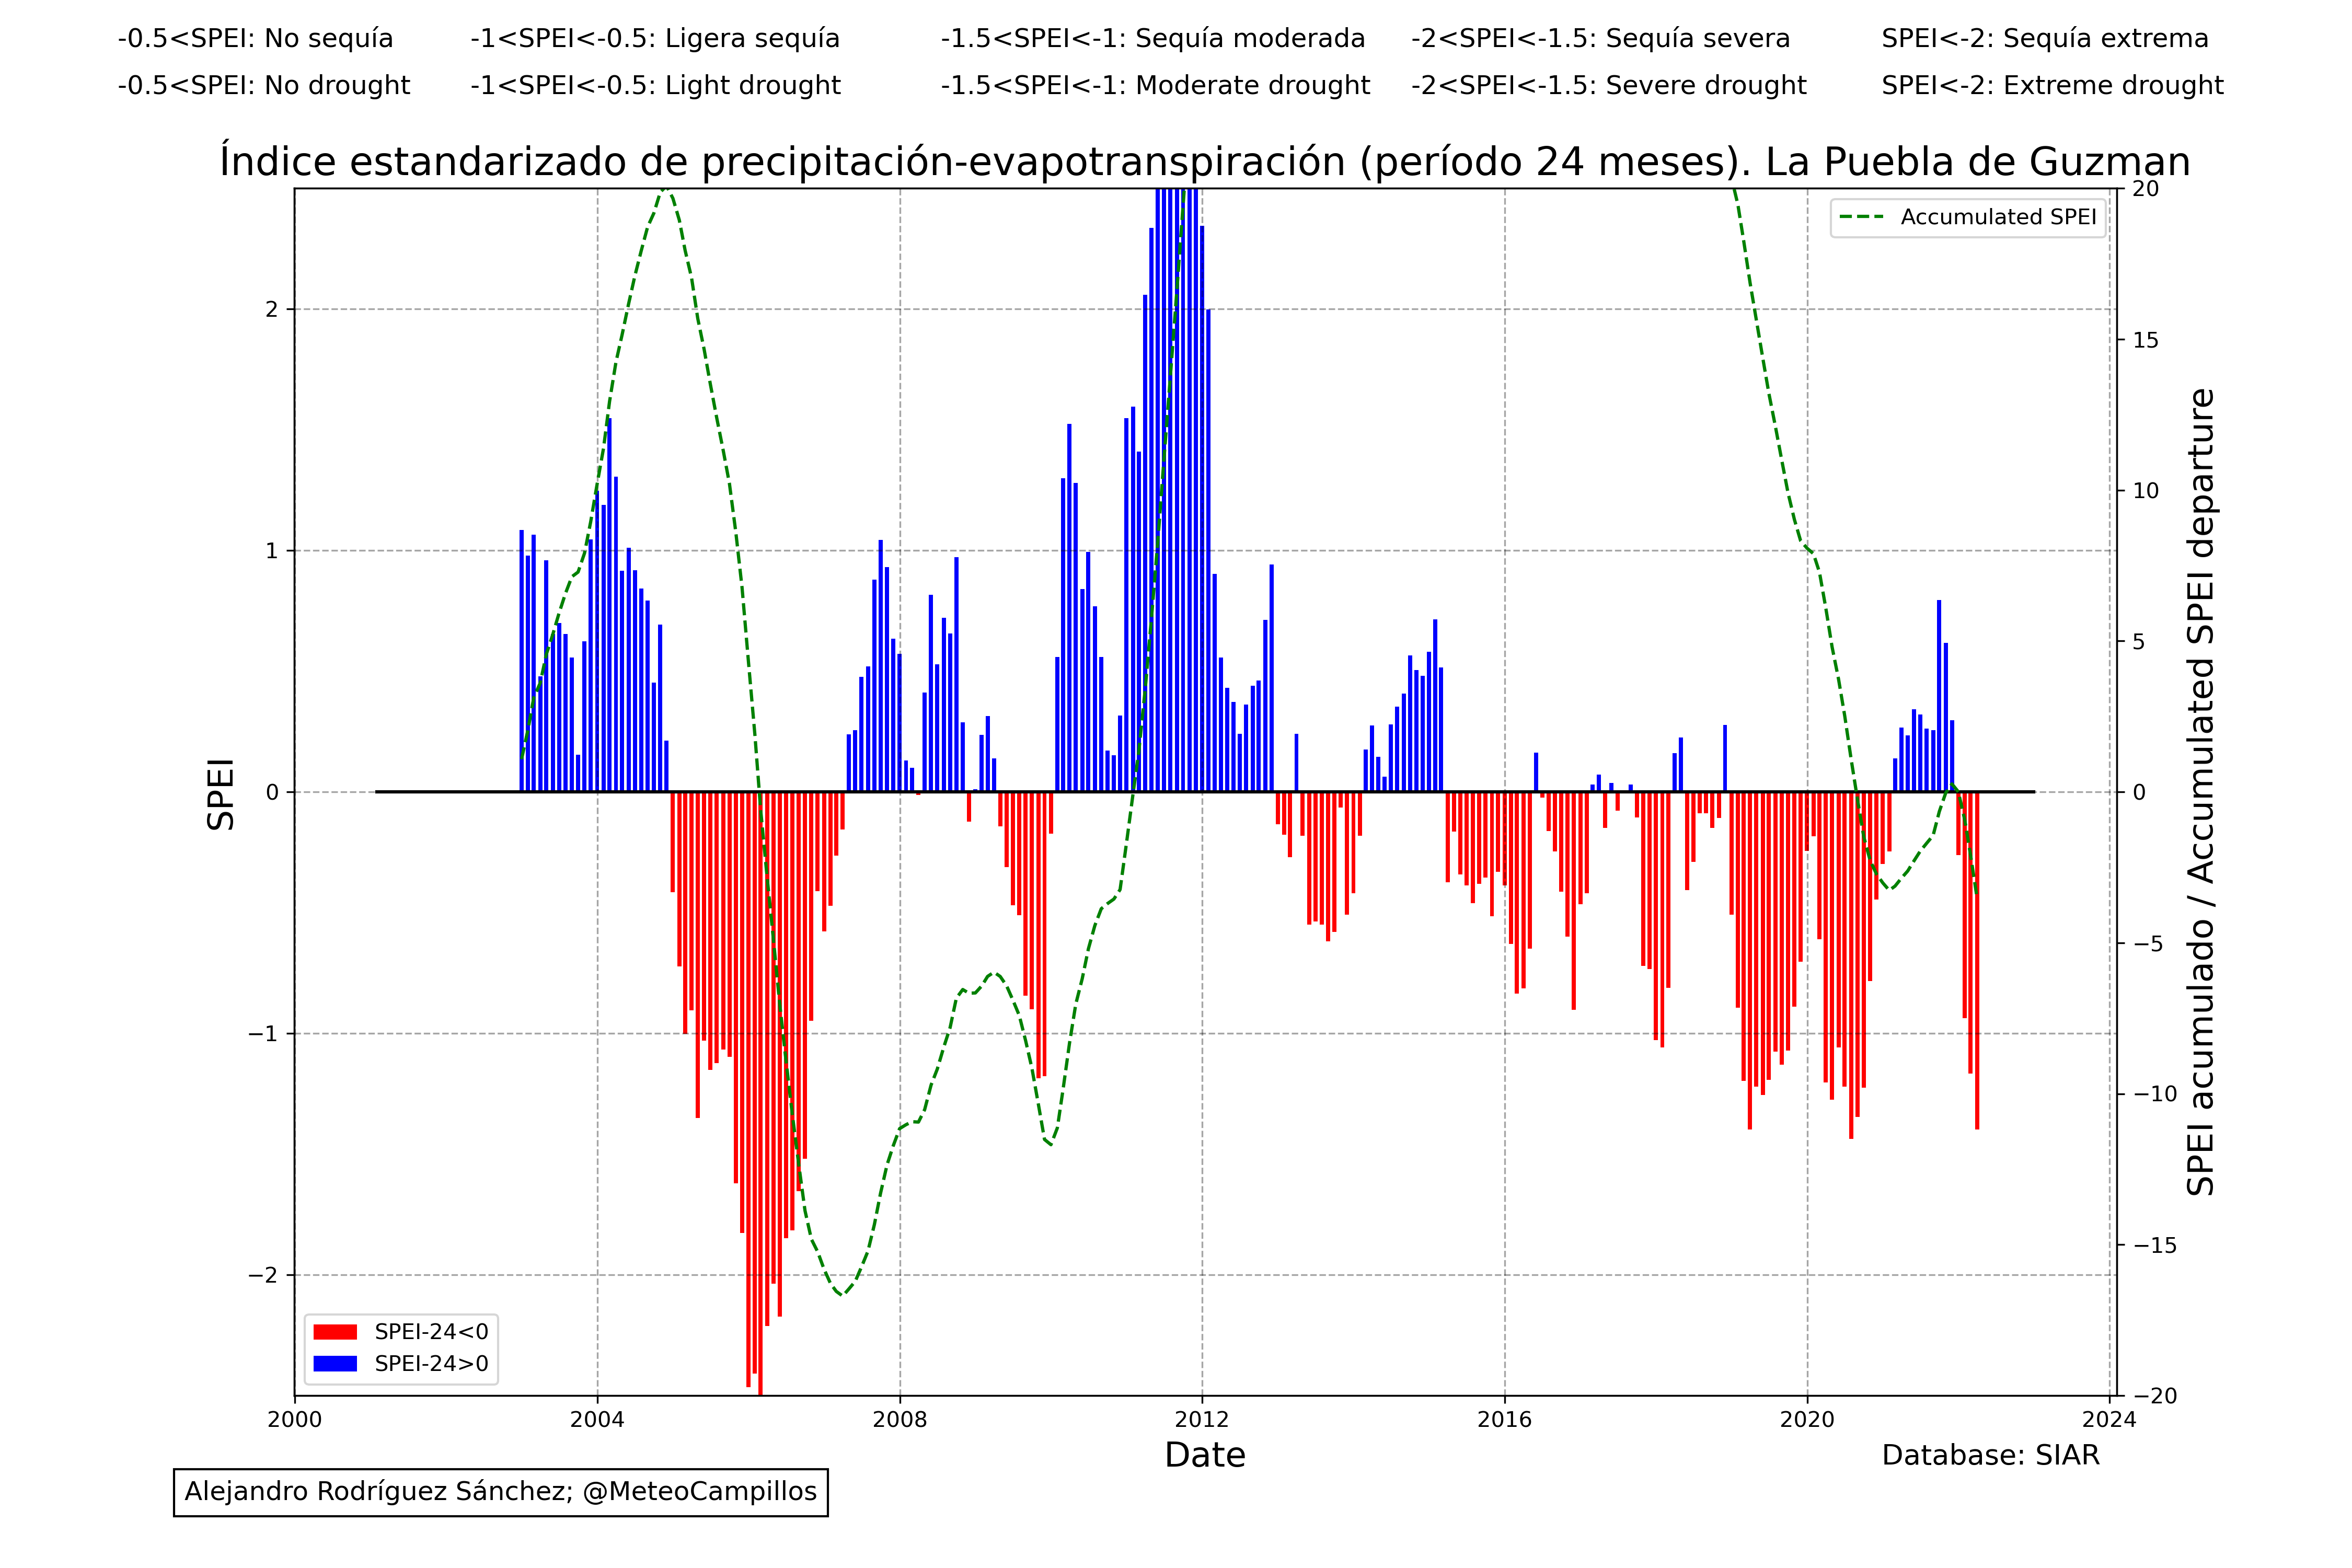 -0.5<SPEI: No sequía -1<SPEI<-0.5: Ligera sequía -1.5<SPEI<-1: Sequía moderada -2<SPEI<-1.5: Sequía severa SPEI<-2: Sequía extrema
-0.5<SPEI: No drought -1<SPEI<-0.5: Light drought -1.5<SPEI<-1: Moderate drought -2<SPEI<-1.5: Severe drought SPEI<-2: Extreme drought
Índice estandarizado de precipitación-evapotranspiración (período 24 meses). La Puebla de Guzman
SPEI
2
1
0
−1
−2
Accumulated SPEI
20
15
10
5
0
−5
−10
−15
−20
SPEI acumulado / Accumulated SPEI departure
SPEI-24<0
SPEI-24>0
2000 2004 2008 2012 2016 2020 2024
Date
Database: SIAR
Alejandro Rodríguez Sánchez; @MeteoCampillos